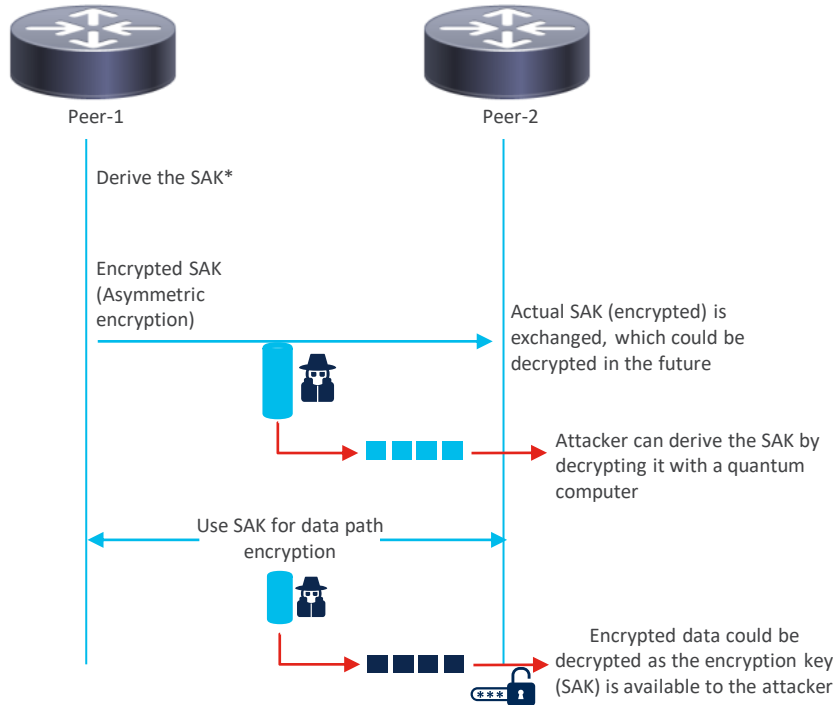 Peer-1
Peer-2
Derive the SAK*
Encrypted SAK
(Asymmetric
encryption)
Actual SAK (encrypted) is
exchanged, which could be
decrypted in the future
Attacker can derive the SAK by
decrypting it with a quantum
computer
Use SAK for data path
encryption
Encrypted data could be
decrypted as the encryption key
(SAK) is available to the attacker
***